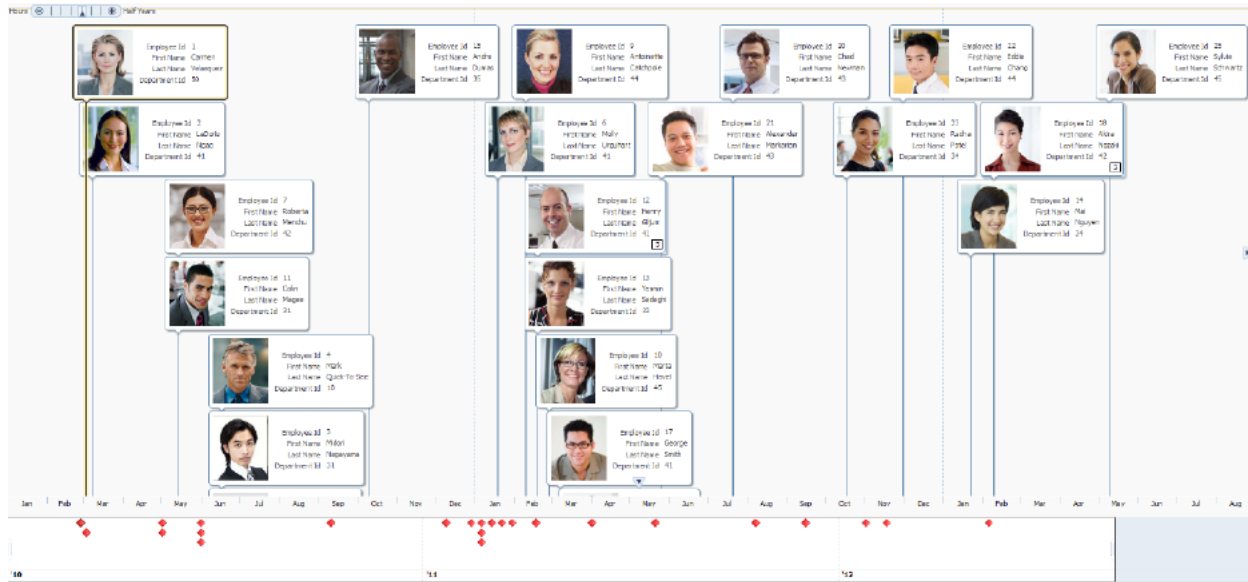 Hours
Half Years
Employee Id 1
First Name Carmen
Last Name Velasquez
Department Id 50
Employee Id 15
First Name Andre
Last Name Dumas
Department Id 35
Employee Id 9
First Name Antoinette
Last Name Catchpole
Department Id 44
Employee Id 20
First Name Chad
Last Name Newman
Department Id 43
Employee Id 22
First Name Eddie
Last Name Chang
Department Id 44
Employee Id 25
First Name Sylvie
Last Name Schwartz
Department Id 45
Employee Id 2
First Name LaDoris
Last Name Ngao
Department Id 41
Employee Id 6
First Name Molly
Last Name Urquhart
Department Id 41
Employee Id 21
First Name Alexander
Last Name Markarian
Department Id 43
Employee Id 23
First Name Radha
Last Name Patel
Department Id 34
Employee Id 18
First Name Akira
Last Name Nozaki
Department Id 42
3
Employee Id 7
First Name Roberta
Last Name Menchu
Department Id 42
Employee Id 12
First Name Henry
Last Name Giljum
Department Id 41
3
Employee Id 24
First Name Mai
Last Name Nguyen
Department Id 34
Employee Id 11
First Name Colin
Last Name Magee
Department Id 31
Employee Id 13
First Name Yasmin
Last Name Sedeghi
Department Id
Employee Id 4
First Name Mark
Last Name Quick-To-See
Department Id 10
Employee Id 10
First Name Marta
Last Name Havel
Department Id 45
Employee Id 3
First Name Midori
Last Name Nagayama
Department Id 31
Employee Id 17
First Name George
Last Name Smith
Department Id 41
Jan Feb Mar Apr May Jun Jul Aug Sep Oct Nov Dec Jan Feb Mar Apr May Jun Jul Aug Sep Oct Nov Dec Jan Feb Mar Apr May Jun Jul Aug
'10 '11 '12